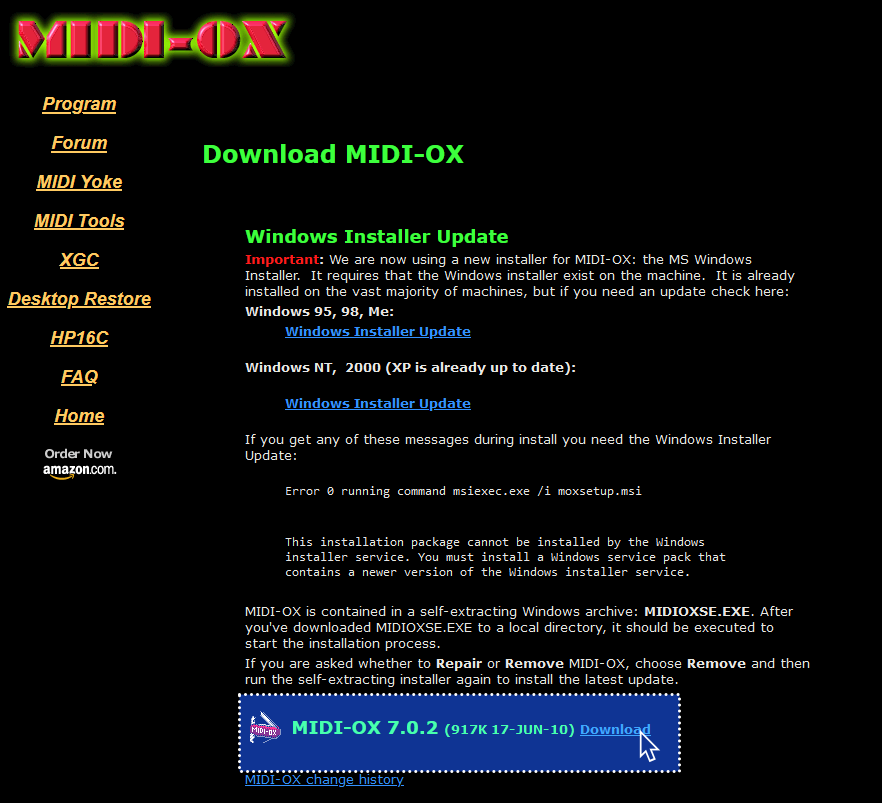 MIDI-OX
Program
Forum
MIDI Yoke
MIDI Tools
XGC
Desktop Restore
HP16C
FAQ
Home
Order Now
amazon.com.
Download MIDI-OX
Windows Installer Update
Important: We are now using a new installer for MIDI-OX: the MS Windows
Installer.  It requires that the Windows installer exist on the machine.  It is already
installed on the vast majority of machines, but if you need an update check here:
Windows 95, 98, Me:
Windows Installer Update
Windows NT,  2000 (XP is already up to date):
Windows Installer Update
If you get any of these messages during install you need the Windows Installer
Update:
Error 0 running command msiexec.exe /i moxsetup.msi
This installation package cannot be installed by the Windows
installer service. You must install a Windows service pack that
contains a newer version of the Windows installer service.
MIDI-OX is contained in a self-extracting Windows archive: MIDIOXSE.EXE. After
you've downloaded MIDIOXSE.EXE to a local directory, it should be executed to
start the installation process.
If you are asked whether to Repair or Remove MIDI-OX, choose Remove and then
run the self-extracting installer again to install the latest update.
MIDI-OX MIDI-OX 7.0.2 (917K 17-JUN-10) Download
MIDI-OX change history